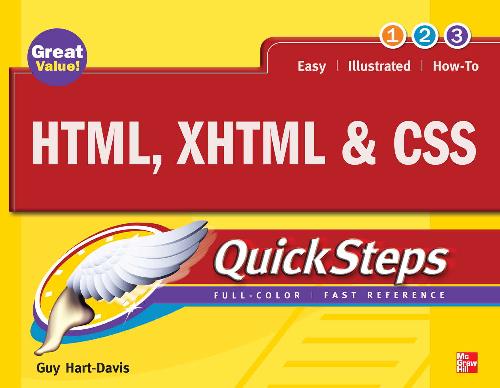 Great
Value!
1 2 3
Easy | Illustrated | How-To
HTML, XHTML & CSS
QuickSteps
FULL-COLOR | FAST REFERENCE
Guy Hart-Davis
Mc
Graw
Hill